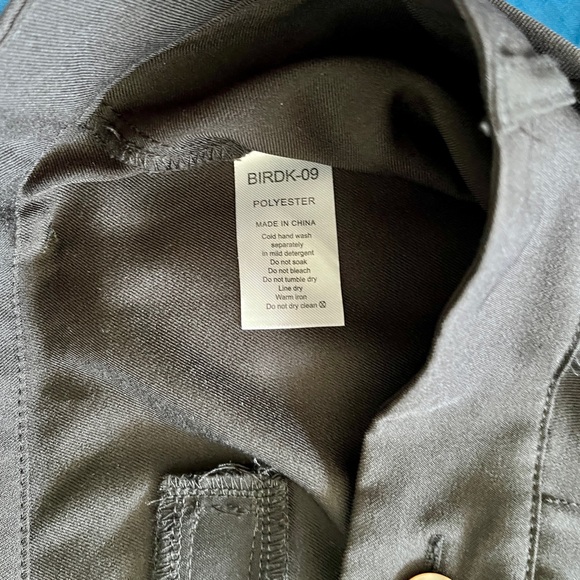 BIRDK-09
POLYESTER
MADE IN CHINA
Cold hand wash
separately
In mild detergent
Do not soak
Do not bleach
Do not tumble dry
Line dry
Warm iron
Do not dry clean